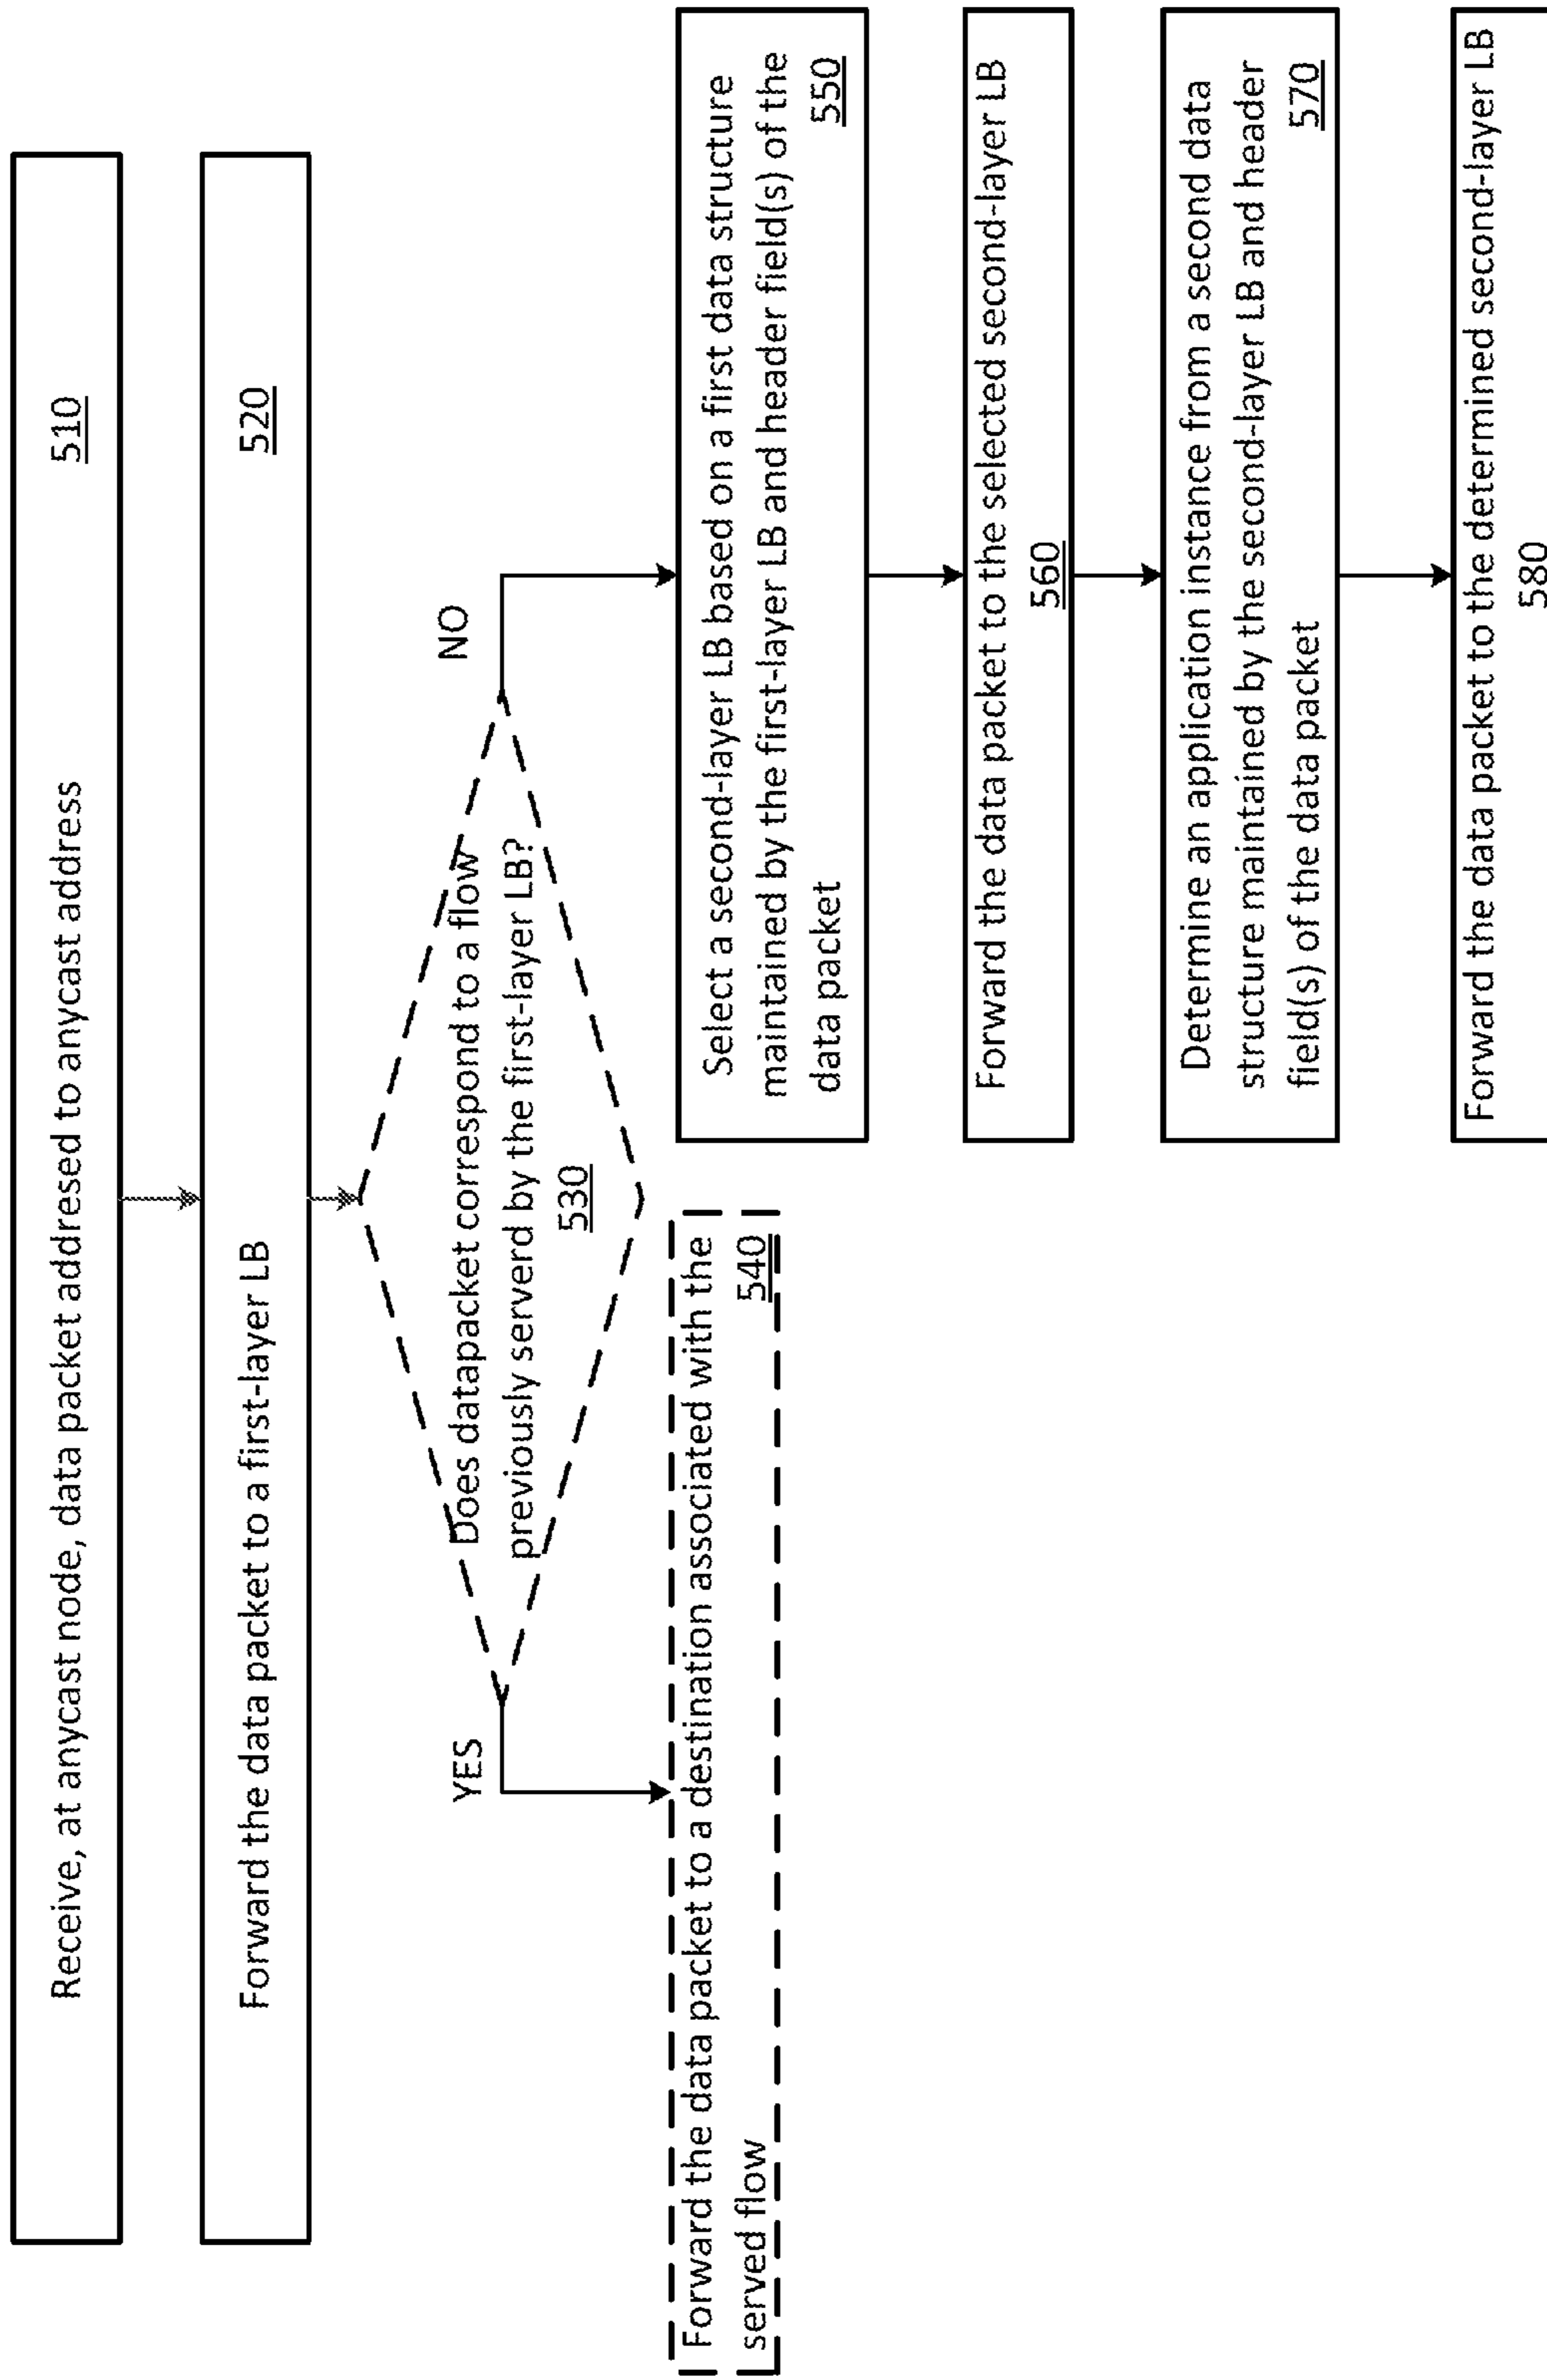 Receive, at anycast node, data packet addressed to anycast address
510
Forward the data packet to a first-layer LB
520
Does datapacket correspond to a flow
previously serverd by the first-layer LB?
530
YES
NO
Forward the data packet to a destination associated with the
served flow
540
Select a second-layer LB based on a first data structure
maintained by the first-layer LB and header field(s) of the
data packet
550
Forward the data packet to the selected second-layer LB
560
Determine an application instance from a second data
structure maintained by the second-layer LB and header
field(s) of the data packet
570
Forward the data packet to the determined second-layer LB
580